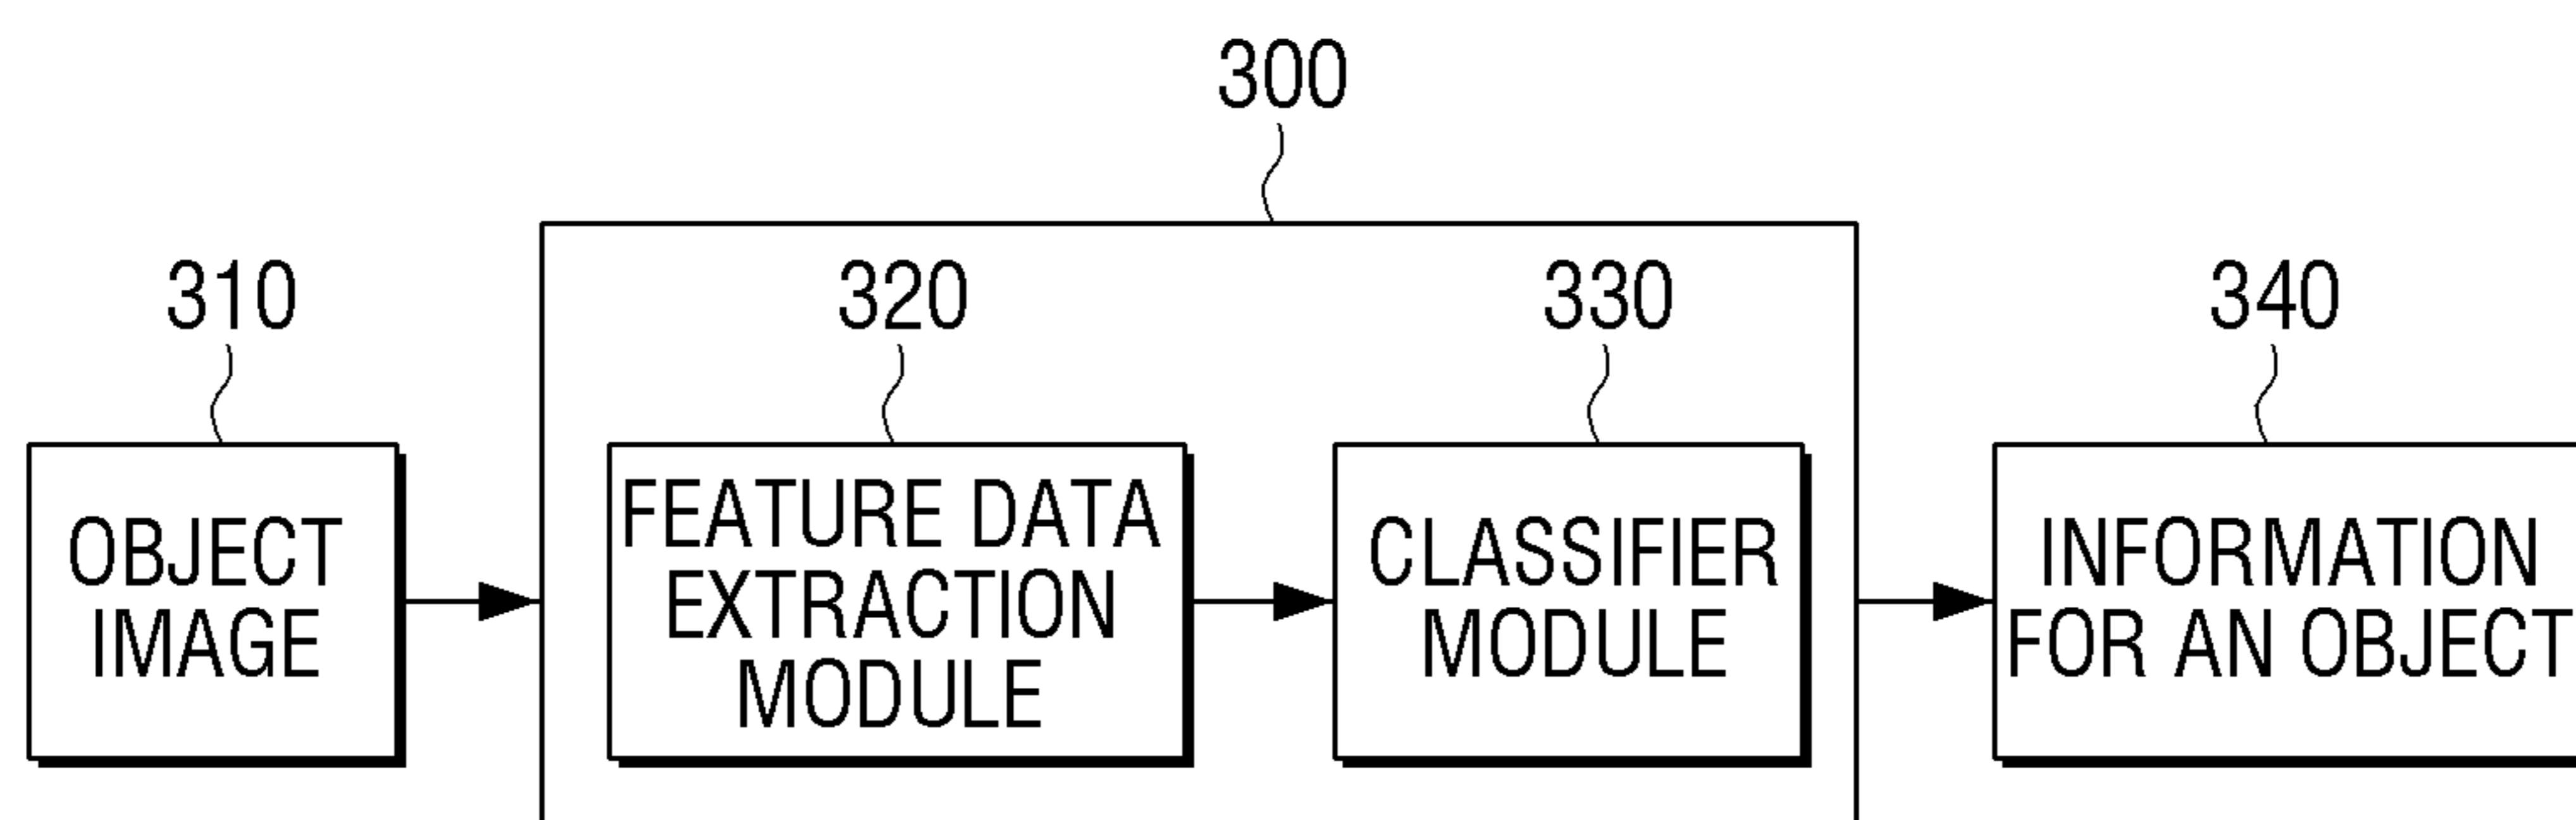 300
310
320
330
340
OBJECT
IMAGE
FEATURE DATA
EXTRACTION
MODULE
CLASSIFIER
MODULE
INFORMATION
FOR AN OBJECT